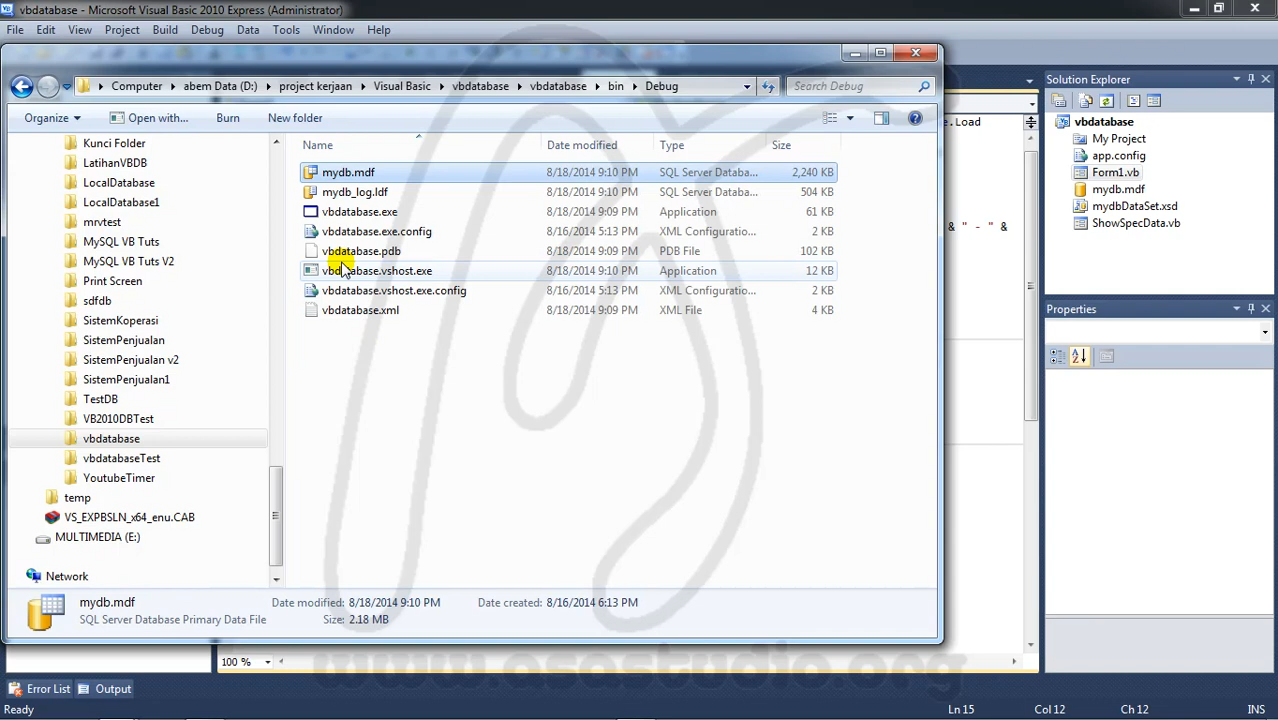 vbdatabase - Microsoft Visual Basic 2010 Express (Administrator)
File Edit View Project Build Debug Data Tools Window Help
Computer abem Data (D:) project kerjaan Visual Basic vbdatabase vbdatabase bin Debug
Search Debug
Organize Open with... Burn New folder
Name Date modified Type Size
Kunci Folder
LatihanVBDB
LocalDatabase
LocalDatabase1
mrvtest
MySQL VB Tuts
MySQL VB Tuts V2
Print Screen
sdfdb
SistemKoperasi
SistemPenjualan
SistemPenjualan v2
SistemPenjualan1
TestDB
VB2010DBTest
vbdatabase
vbdatabaseTest
YoutubeTimer
temp
VS_EXPBSLN_x64_enu.CAB
MULTIMEDIA (E:)
Network
mydb.mdf 8/18/2014 9:10 PM SQL Server Databa... 2,240 KB
mydb_log.ldf 8/18/2014 9:10 PM SQL Server Databa... 504 KB
vbdatabase.exe 8/18/2014 9:09 PM Application 61 KB
vbdatabase.exe.config 8/16/2014 5:13 PM XML Configuratio... 2 KB
vbdatabase.pdb 8/18/2014 9:09 PM PDB File 102 KB
vbdatabase.vshost.exe 8/18/2014 9:10 PM Application 12 KB
vbdatabase.vshost.exe.config 8/16/2014 5:13 PM XML Configuratio... 2 KB
vbdatabase.xml 8/18/2014 9:09 PM XML File 4 KB
mydb.mdf Date modified: 8/18/2014 9:10 PM Date created: 8/16/2014 6:13 PM
SQL Server Database Primary Data File Size: 2.18 MB
e.Load
& " - " &
Solution Explorer
vbdatabase
My Project
app.config
Form1.vb
mydb.mdf
mydbDataSet.xsd
ShowSpecData.vb
Properties
100 %
www.asastudio.org
Error List Output
Ready Ln 15 Col 12 Ch 12 INS